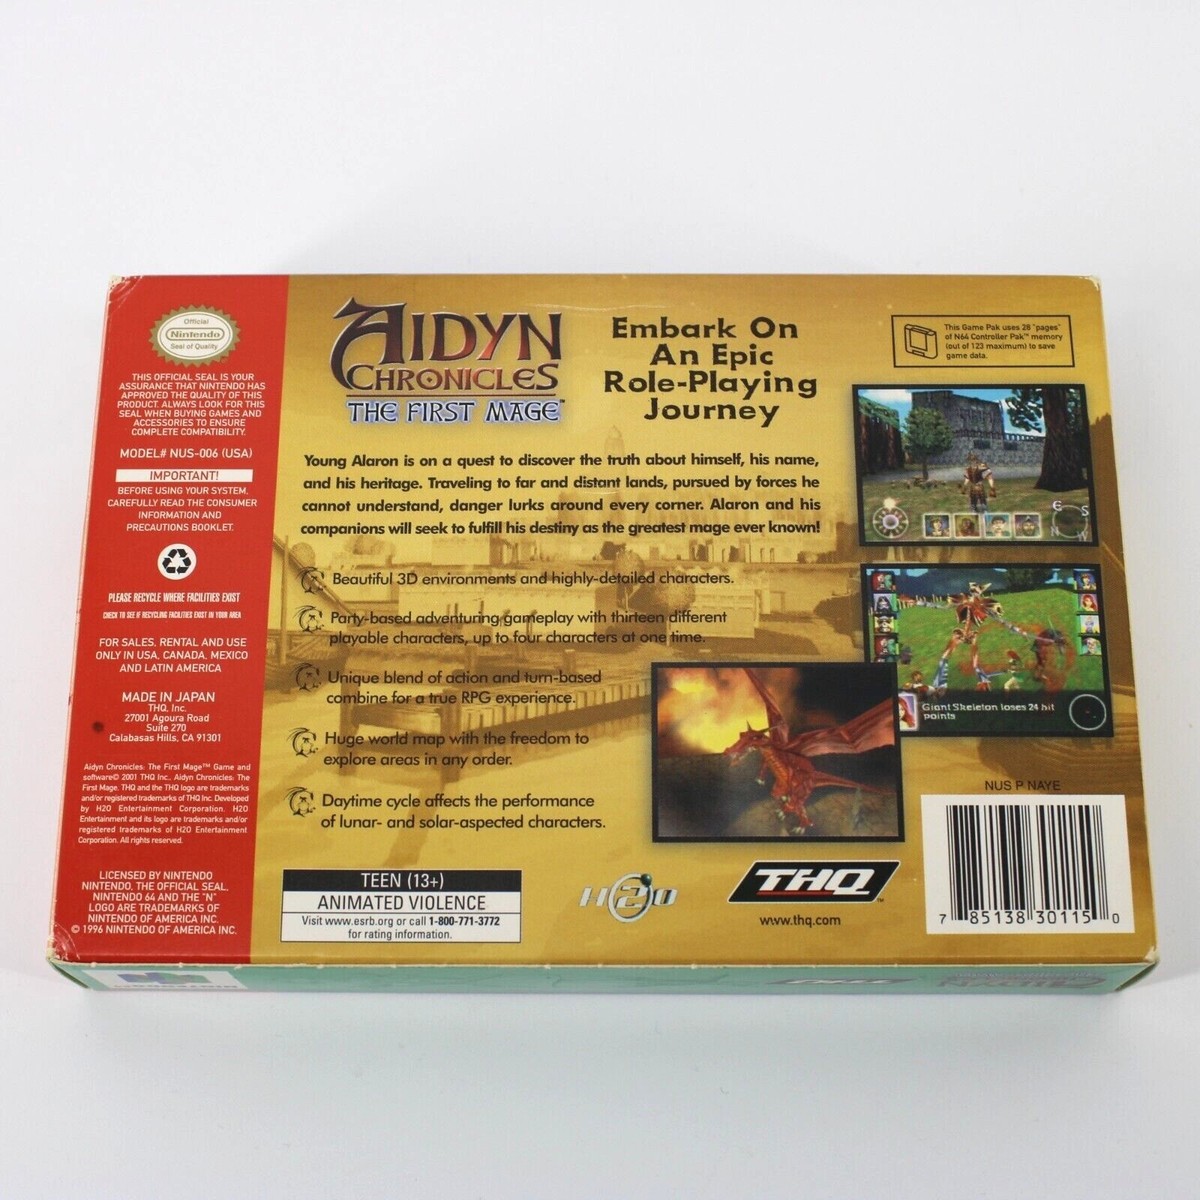 Official
Nintendo
Seal of Quality
THIS OFFICIAL SEAL IS YOUR
ASSURANCE THAT NINTENDO HAS
APPROVED THE QUALITY OF THIS
PRODUCT. ALWAYS LOOK FOR THIS
SEAL WHEN BUYING GAMES AND
ACCESSORIES TO ENSURE
COMPLETE COMPATIBILITY.
MODEL# NUS-006 (USA)
IMPORTANT!
BEFORE USING YOUR SYSTEM,
CAREFULLY READ THE CONSUMER
INFORMATION AND
PRECAUTIONS BOOKLET.
PLEASE RECYCLE WHERE FACILITIES EXIST
CHECK TO SEE IF RECYCLING FACILITIES EXIST IN YOUR AREA
FOR SALES, RENTAL AND USE
ONLY IN USA, CANADA, MEXICO
AND LATIN AMERICA
MADE IN JAPAN
THQ, Inc.
27001 Agoura Road
Suite 270
Calabasas Hills, CA 91301
Aidyn Chronicles: The First Mage™ Game and
software© 2001 THQ Inc., Aidyn Chronicles: The
First Mage, THQ and the THQ logo are trademarks
and/or registered trademarks of THQ Inc. Developed
by H2O Entertainment Corporation. H2O
Entertainment and its logo are trademarks and/or
registered trademarks of H2O Entertainment
Corporation. All rights reserved.
LICENSED BY NINTENDO
NINTENDO, THE OFFICIAL SEAL,
NINTENDO 64 AND THE "N"
LOGO ARE TRADEMARKS OF
NINTENDO OF AMERICA INC.
© 1996 NINTENDO OF AMERICA INC.
AIDYN
CHRONICLES
THE FIRST MAGE™
Embark On
An Epic
Role-Playing
Journey
This Game Pak uses 28 "pages"
of N64 Controller Pak™ memory
(out of 123 maximum) to save
game data.
Young Alaron is on a quest to discover the truth about himself, his name,
and his heritage. Traveling to far and distant lands, pursued by forces he
cannot understand, danger lurks around every corner. Alaron and his
companions will seek to fulfill his destiny as the greatest mage ever known!
Beautiful 3D environments and highly-detailed characters.
Party-based adventuring gameplay with thirteen different
playable characters, up to four characters at one time.
Unique blend of action and turn-based
combine for a true RPG experience.
Huge world map with the freedom to
explore areas in any order.
Daytime cycle affects the performance
of lunar- and solar-aspected characters.
E S
N W
Giant Skeleton loses 24 hit
points
TEEN (13+)
ANIMATED VIOLENCE
Visit www.esrb.org or call 1-800-771-3772
for rating information.
H2O
THQ™
www.thq.com
NUS P NAYE
7 85138 30115 0
THQ